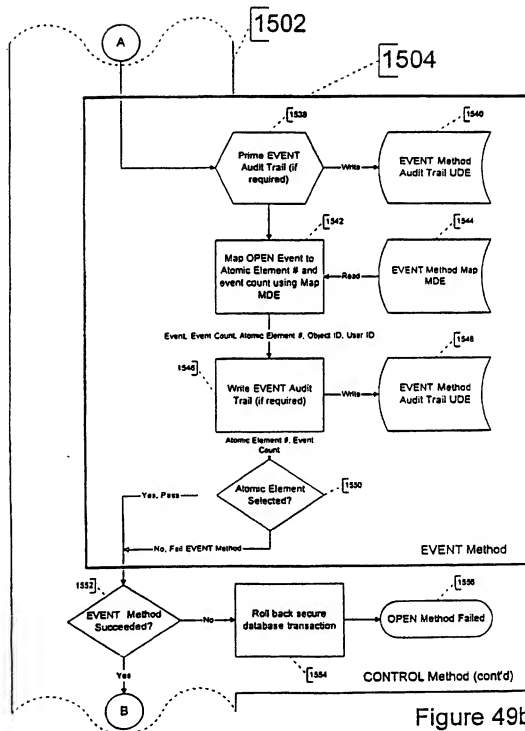 A
1502
1504
1538
1540
Prime EVENT
Audit Trail (if
required)
Write
EVENT Method
Audit Trail UDE
1542
1544
Map OPEN Event to
Atomic Element # and
event count using Map
MDE
Read
EVENT Method Map
MDE
Event, Event Count, Atomic Element #, Object ID, User ID
1546
1548
Write EVENT Audit
Trail (if required)
Write
EVENT Method
Audit Trail UDE
Atomic Element #, Event
Count
1550
Yes, Pass
Atomic Element
Selected?
No, Fail EVENT Method
EVENT Method
1552
1556
EVENT Method
Succeeded?
No
Roll back secure
database transaction
OPEN Method Failed
1554
Yes
CONTROL Method (cont'd)
B
Figure 49b